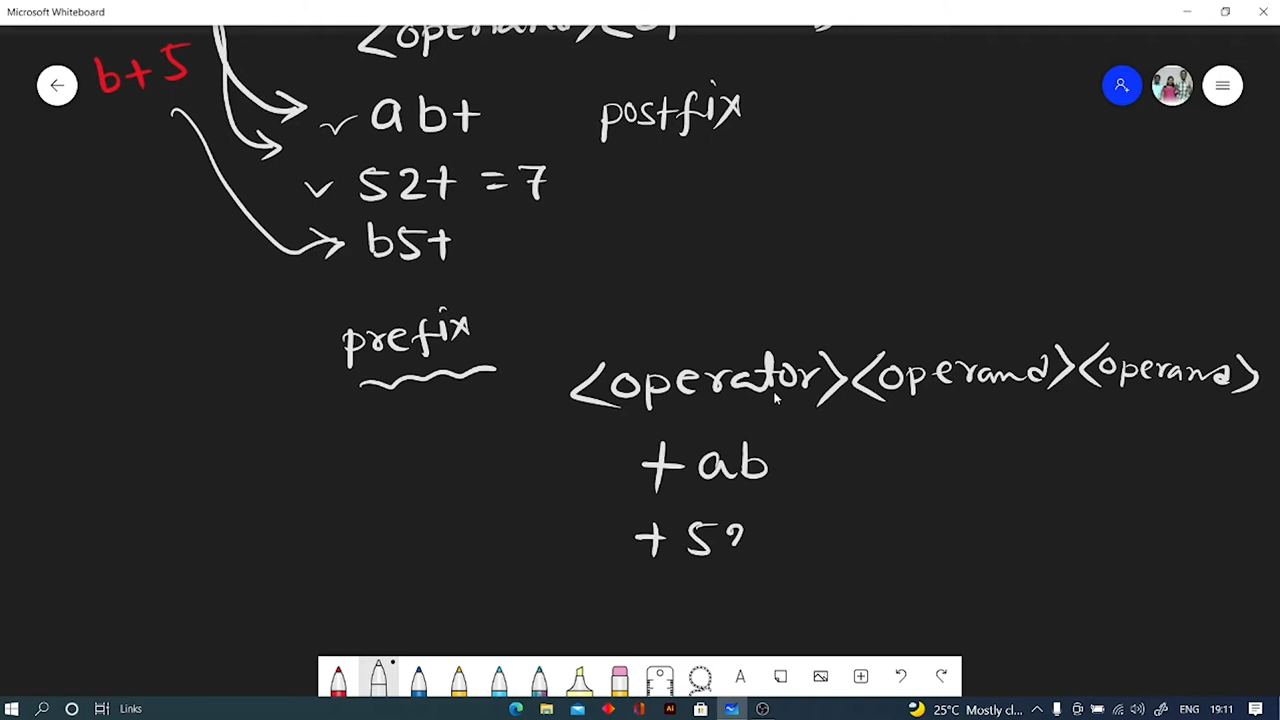 Microsoft Whiteboard
b+5
ab+ postfix
52+ =7
b5+
prefix
<operator><operand><operand>
+ab
+5
Links
25°C Mostly cl... ENG 19:11